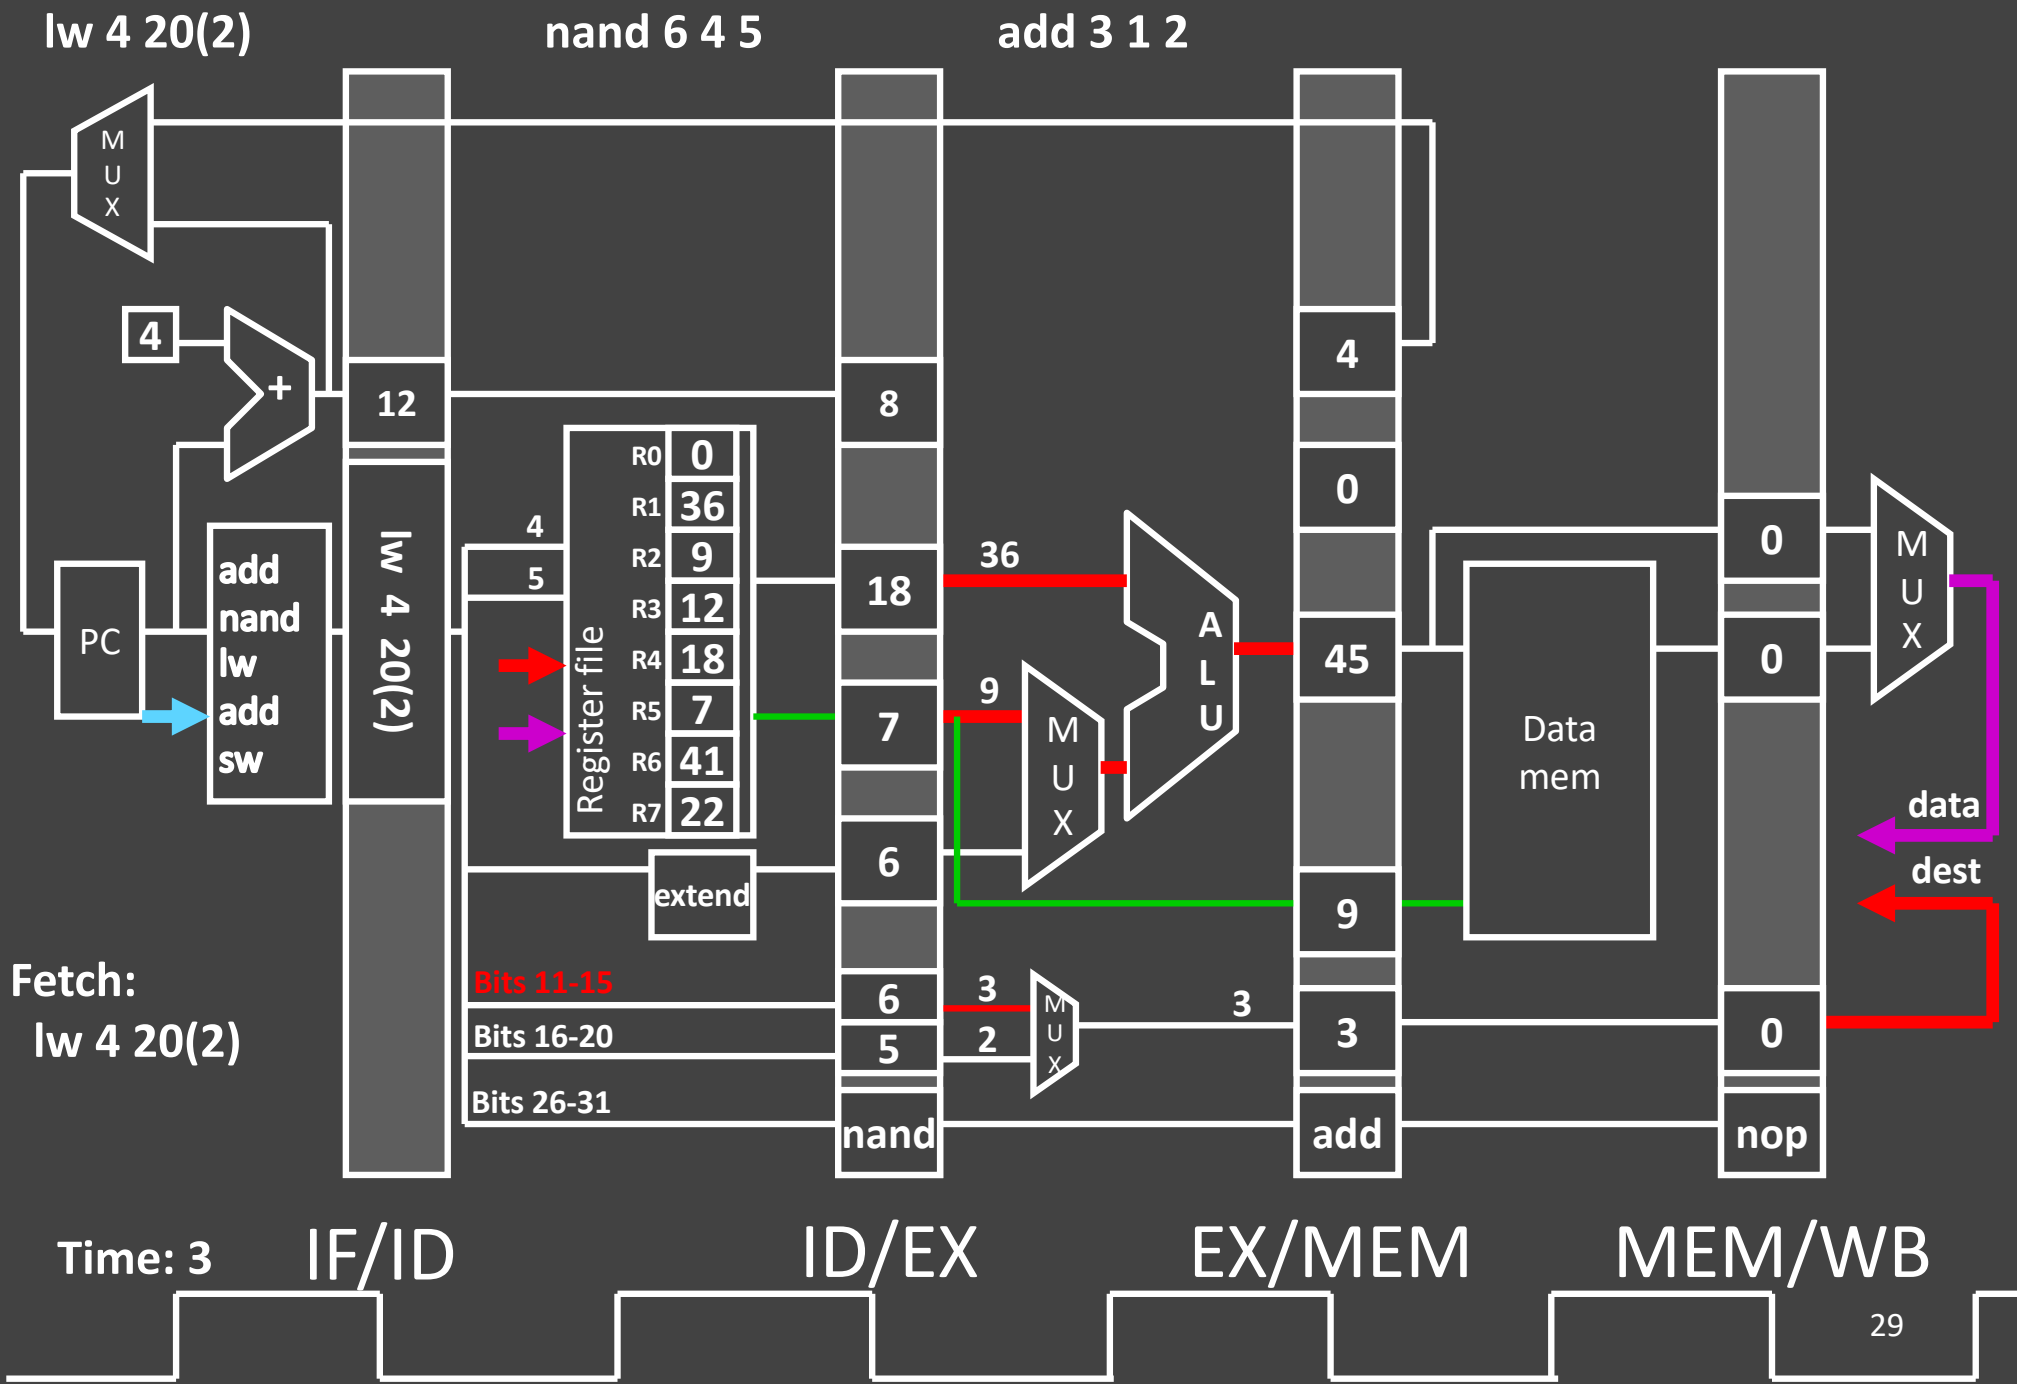 lw 4 20(2)
nand 6 4 5
add 3 1 2
M
U
X
4
+
12
8
4
0
PC
add
nand
lw
add
sw
lw 4 20(2)
4
5
Register file
R0 0
R1 36
R2 9
R3 12
R4 18
R5 7
R6 41
R7 22
extend
18
7
6
36
9
M
U
X
A
L
U
45
9
Data
mem
0
0
M
U
X
data
dest
Fetch:
lw 4 20(2)
Bits 11-15
Bits 16-20
Bits 26-31
6
5
nand
3
2
M
U
X
3
3
add
0
nop
Time: 3
IF/ID
ID/EX
EX/MEM
MEM/WB
29